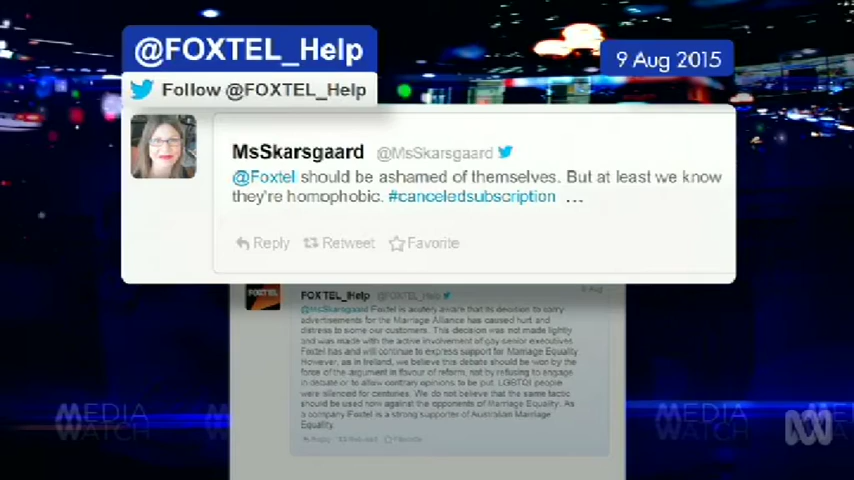 @FOXTEL_Help
9 Aug 2015
Follow @FOXTEL_Help
MsSkarsgaard @MsSkarsgaard
@Foxtel should be ashamed of themselves. But at least we know
they're homophobic. #canceledsubscription ...
Reply Retweet Favorite
FOXTEL
FOXTEL_Help @FOXTEL_Help
@MsSkarsgaard Foxtel is acutely aware that its decision to carry
advertisements for the Marriage Alliance has caused hurt and
distress to some our customers. This decision was not made lightly
and was made with the active involvement of gay senior executives
Foxtel has and will continue to express support for Marriage Equality
However, as in Ireland, we believe this debate should be won by the
force of the argument in favour of reform, not by refusing to engage
in debate or to allow contrary opinions to be put. LGBTQI people
were silenced for centuries. We do not believe that the same tactic
should be used now against the opponents of Marriage Equality. As
a company Foxtel is a strong supporter of Australian Marriage
Equality.
Reply Retweet Favorite
MEDIA
WATCH
MEDIA
WATCH